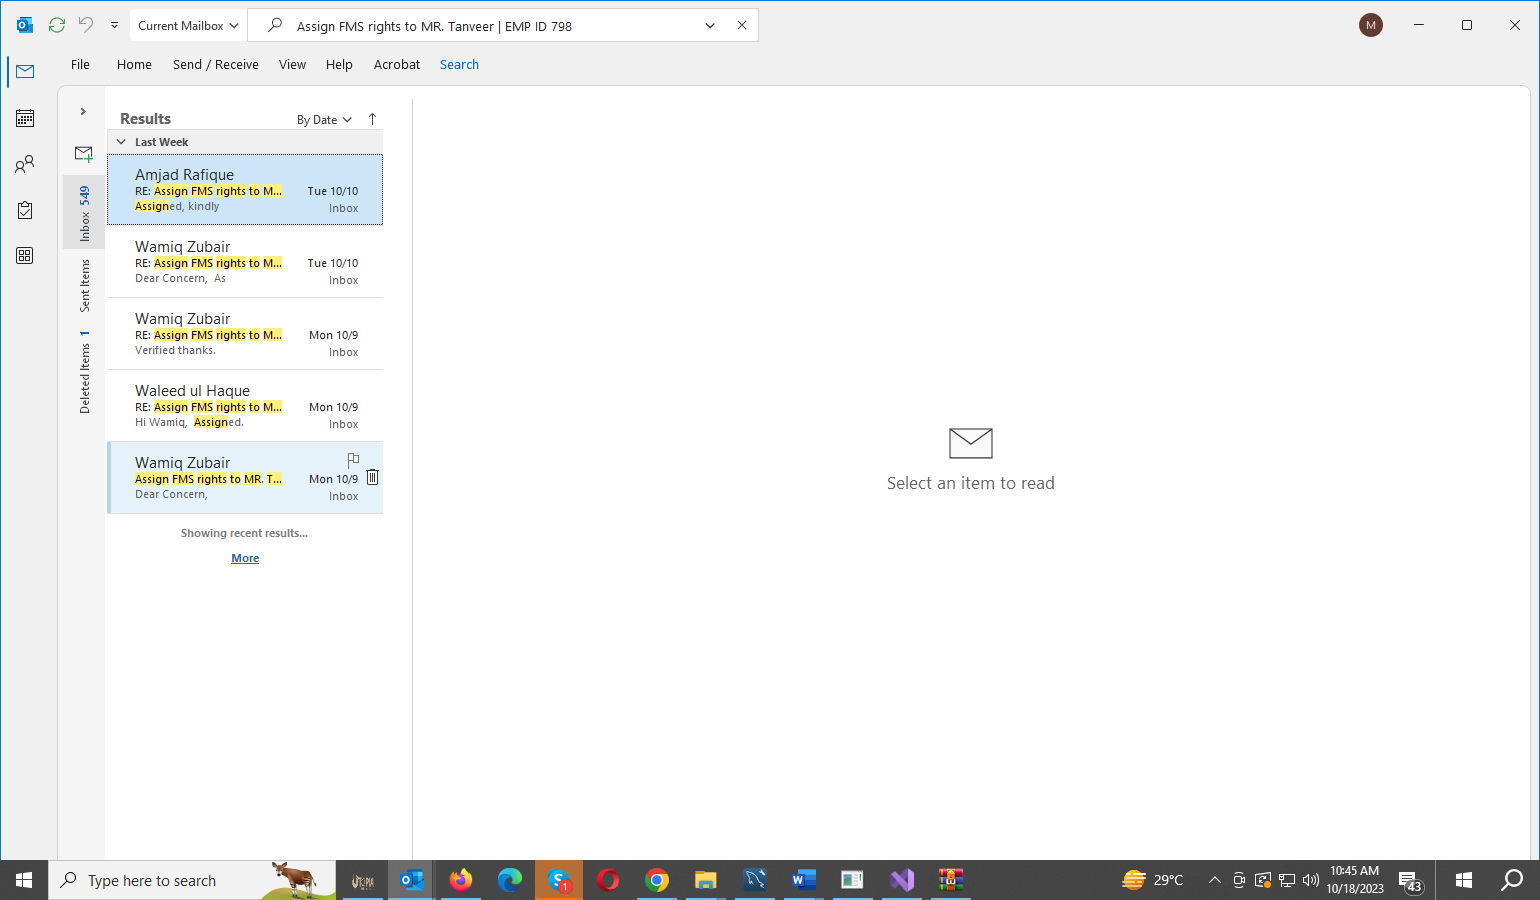 Current Mailbox
Assign FMS rights to MR. Tanveer | EMP ID 798
M
File Home Send / Receive View Help Acrobat Search
Results By Date
Last Week
Amjad Rafique
RE: Assign FMS rights to M... Tue 10/10
Assigned, kindly Inbox
Wamiq Zubair
RE: Assign FMS rights to M... Tue 10/10
Dear Concern, As Inbox
Wamiq Zubair
RE: Assign FMS rights to M... Mon 10/9
Verified thanks. Inbox
Waleed ul Haque
RE: Assign FMS rights to M... Mon 10/9
Hi Wamiq, Assigned. Inbox
Wamiq Zubair
Assign FMS rights to MR. T... Mon 10/9
Dear Concern, Inbox
Showing recent results...
More
Inbox 549
Sent Items
Deleted Items 1
Select an item to read
Type here to search
UTOPIA
1
29°C
10:45 AM
10/18/2023
43